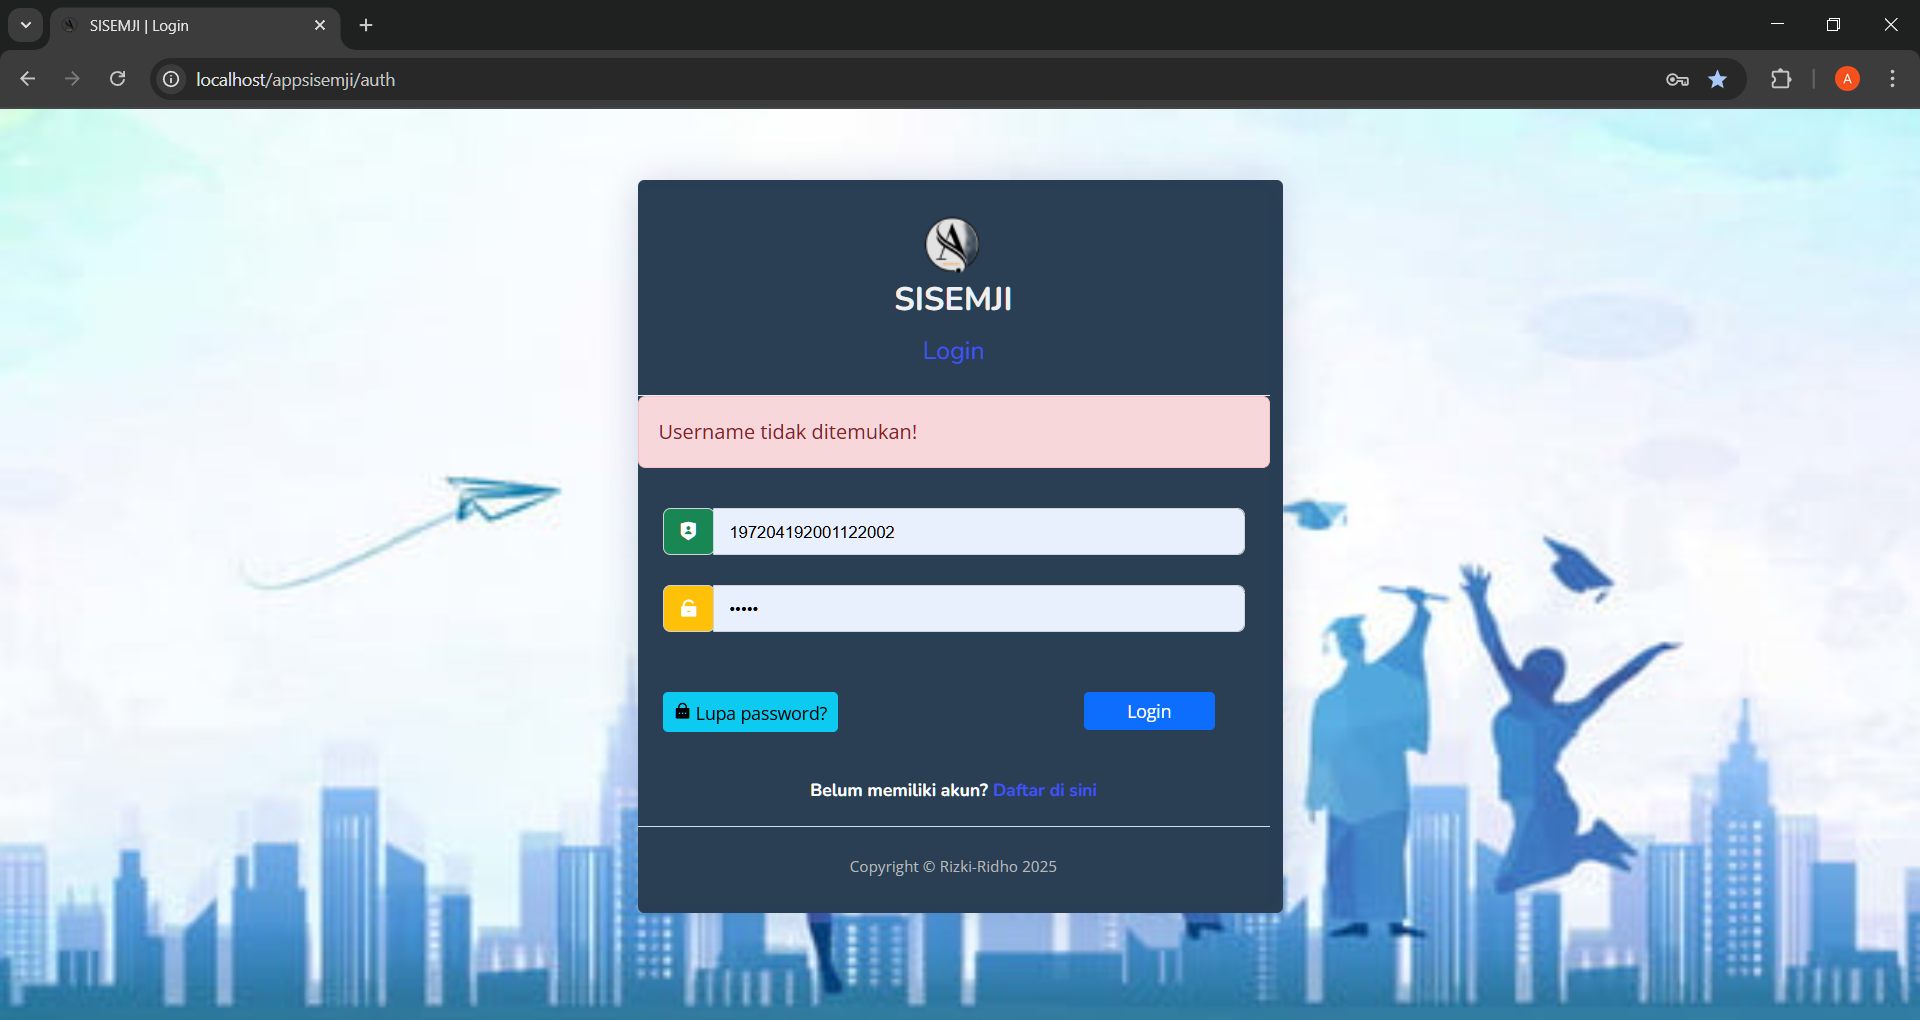 SISEMJI | Login
localhost/appsisemji/auth
A
A
SISEMJI
Login
Username tidak ditemukan!
197204192001122002
•••••
Lupa password?
Login
Belum memiliki akun? Daftar di sini
Copyright © Rizki-Ridho 2025